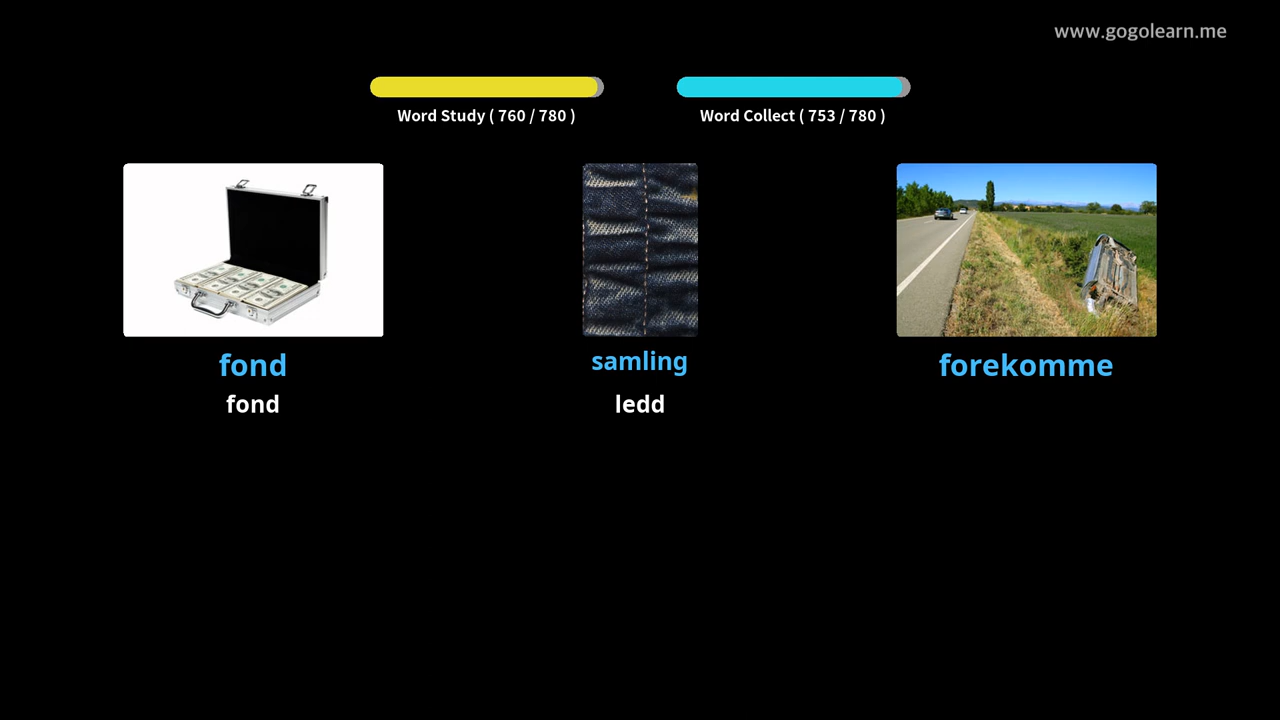 www.gogolearn.me
Word Study ( 760 / 780 )
Word Collect ( 753 / 780 )
fond
samling
forekomme
fond
ledd